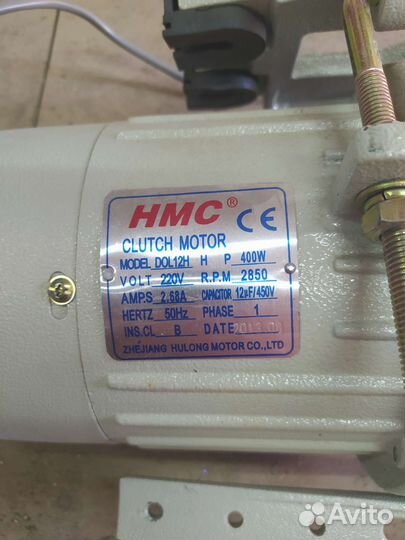 HMC® CE
CLUTCH MOTOR
MODEL DOL12H H P 400W
VOLT 220V R.P.M 2850
AMP.S 2.68A CAPACITOR 12µF/450V
HERTZ 50Hz PHASE 1
INS.CL B DATE
ZHEJIANG HULONG MOTOR CO.,LTD
Avito